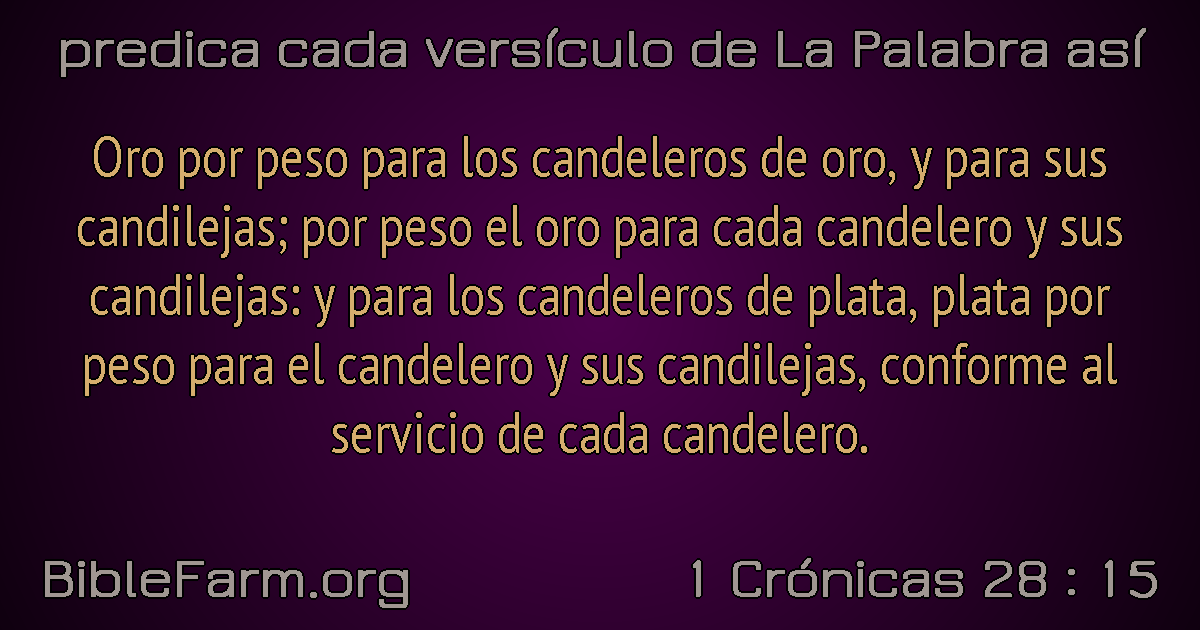 predica cada versículo de La Palabra así
Oro por peso para los candeleros de oro, y para sus
candilejas; por peso el oro para cada candelero y sus
candilejas: y para los candeleros de plata, plata por
peso para el candelero y sus candilejas, conforme al
servicio de cada candelero.
BibleFarm.org
1 Crónicas 28 : 15